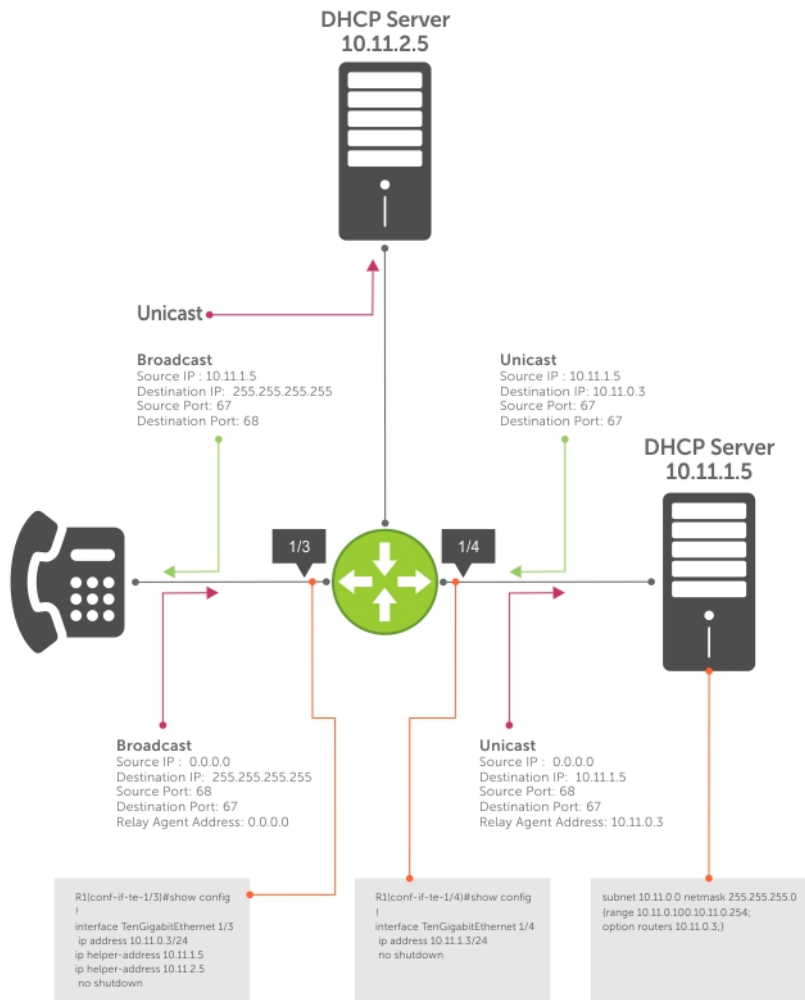 DHCP Server
10.11.2.5
Unicast
Broadcast
Source IP : 10.11.1.5
Destination IP:  255.255.255.255
Source Port: 67
Destination Port: 68
Unicast
Source IP : 10.11.1.5
Destination IP: 10.11.0.3
Source Port: 67
Destination Port: 67
DHCP Server
10.11.1.5
1/3
1/4
Broadcast
Source IP :  0.0.0.0
Destination IP:  255.255.255.255
Source Port: 68
Destination Port: 67
Relay Agent Address: 0.0.0.0
Unicast
Source IP :  0.0.0.0
Destination IP:  10.11.1.5
Source Port: 68
Destination Port: 67
Relay Agent Address: 10.11.0.3
R1(conf-if-te-1/3)#show config
!
interface TenGigabitEthernet 1/3
ip address 10.11.0.3/24
ip helper-address 10.11.1.5
ip helper-address 10.11.2.5
no shutdown
R1(conf-if-te-1/4)#show config
!
interface TenGigabitEthernet 1/4
ip address 10.11.1.3/24
no shutdown
subnet 10.11.0.0 netmask 255.255.255.0
{range 10.11.0.100.10.11.0.254;
option routers 10.11.0.3;}